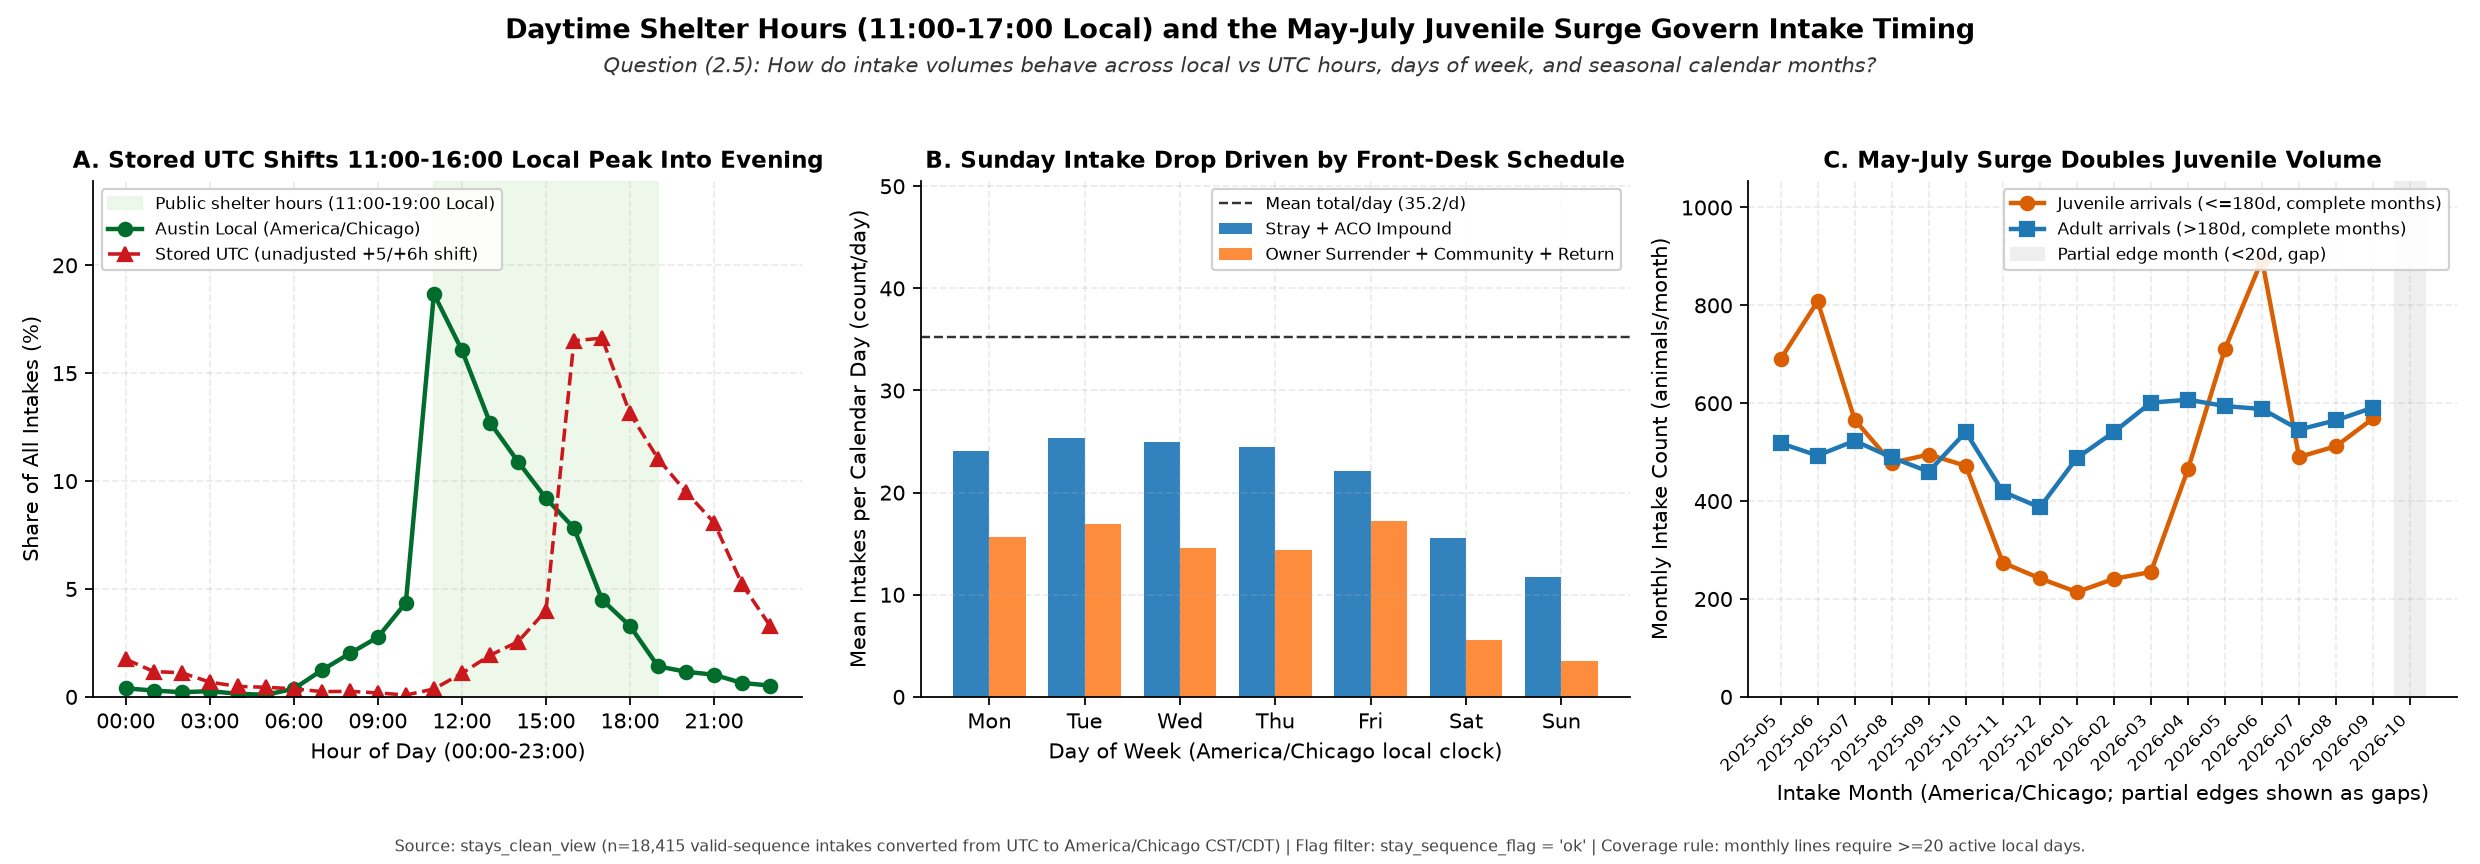 Daytime Shelter Hours (11:00-17:00 Local) and the May-July Juvenile Surge Govern Intake Timing
Question (2.5): How do intake volumes behave across local vs UTC hours, days of week, and seasonal calendar months?
A. Stored UTC Shifts 11:00-16:00 Local Peak Into Evening
Public shelter hours (11:00-19:00 Local)
Austin Local (America/Chicago)
Stored UTC (unadjusted +5/+6h shift)
Share of All Intakes (%)
20
15
10
5
0
00:00 03:00 06:00 09:00 12:00 15:00 18:00 21:00
Hour of Day (00:00-23:00)
B. Sunday Intake Drop Driven by Front-Desk Schedule
Mean total/day (35.2/d)
Stray + ACO Impound
Owner Surrender + Community + Return
Mean Intakes per Calendar Day (count/day)
50
40
30
20
10
0
Mon Tue Wed Thu Fri Sat Sun
Day of Week (America/Chicago local clock)
C. May-July Surge Doubles Juvenile Volume
Juvenile arrivals (<=180d, complete months)
Adult arrivals (>180d, complete months)
Partial edge month (<20d, gap)
Monthly Intake Count (animals/month)
1000
800
600
400
200
0
2025-05 2025-06 2025-07 2025-08 2025-09 2025-10 2025-11 2025-12 2026-01 2026-02 2026-03 2026-04 2026-05 2026-06 2026-07 2026-08 2026-09 2026-10
Intake Month (America/Chicago; partial edges shown as gaps)
Source: stays_clean_view (n=18,415 valid-sequence intakes converted from UTC to America/Chicago CST/CDT) | Flag filter: stay_sequence_flag = 'ok' | Coverage rule: monthly lines require >=20 active local days.